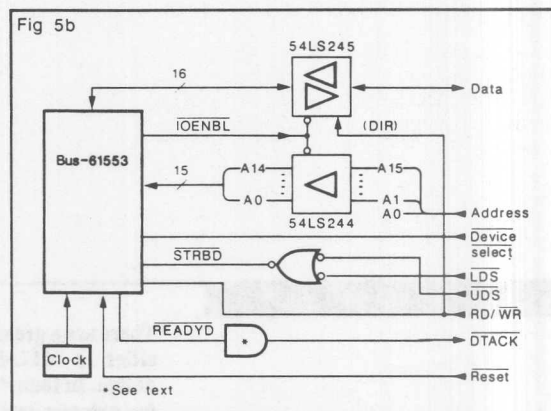 Fig 5b
54LS245
16
Data
IOENBL
(DIR)
Bus-61553
15
A14
A15
A0
A1
A0
54LS244
Address
Device
select
STRBD
LDS
UDS
READYD
RD/WR
*
DTACK
Clock
Reset
*See text